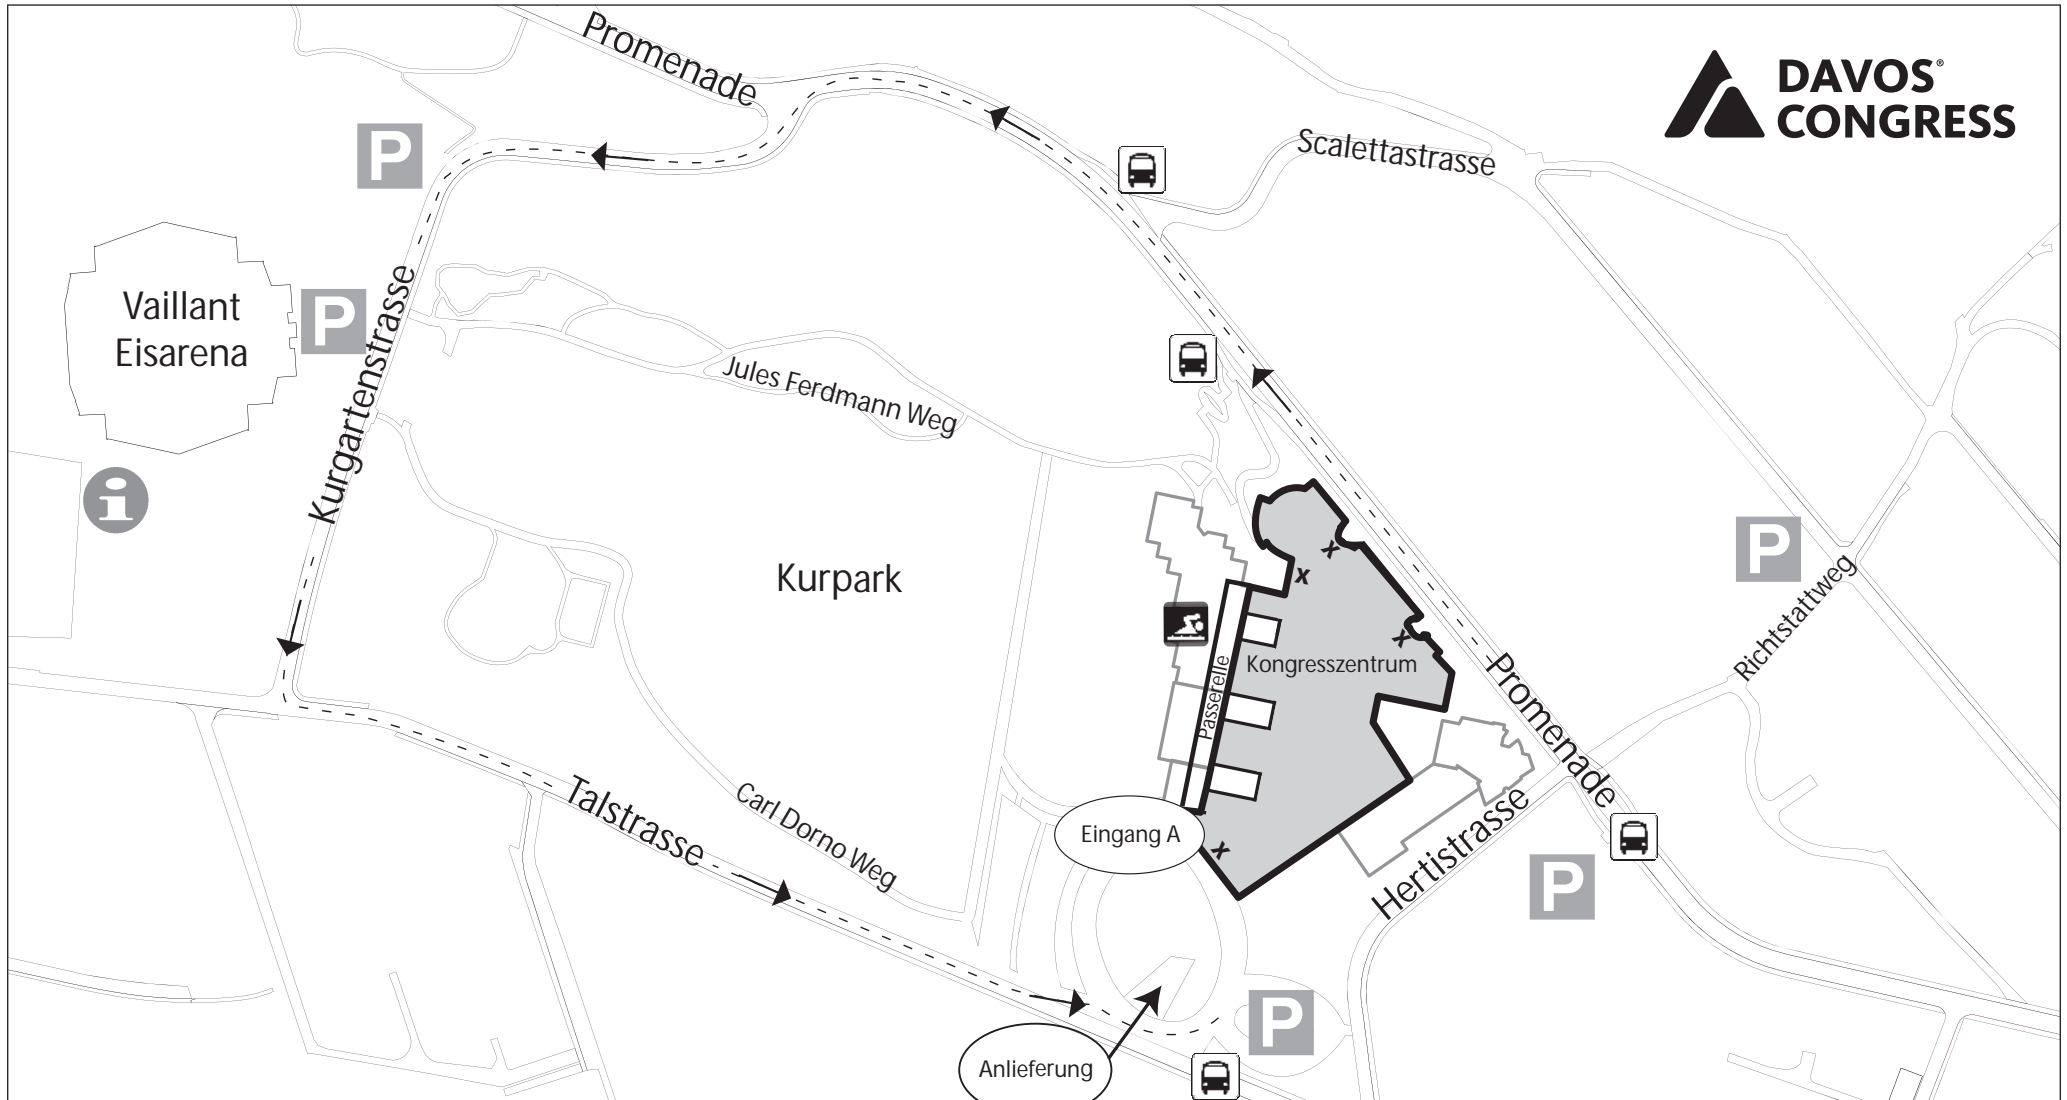 Promenade
DAVOS®
CONGRESS
P
Scalettastrasse
Vaillant
Eisarena
P
Kurgartenstrasse
Jules Ferdmann Weg
i
Kurpark
P
Richtstattweg
x
x
x
Kongresszentrum
Passerelle
Promenade
Talstrasse
Carl Dorno Weg
Eingang A
x
Hertistrasse
P
P
Anlieferung